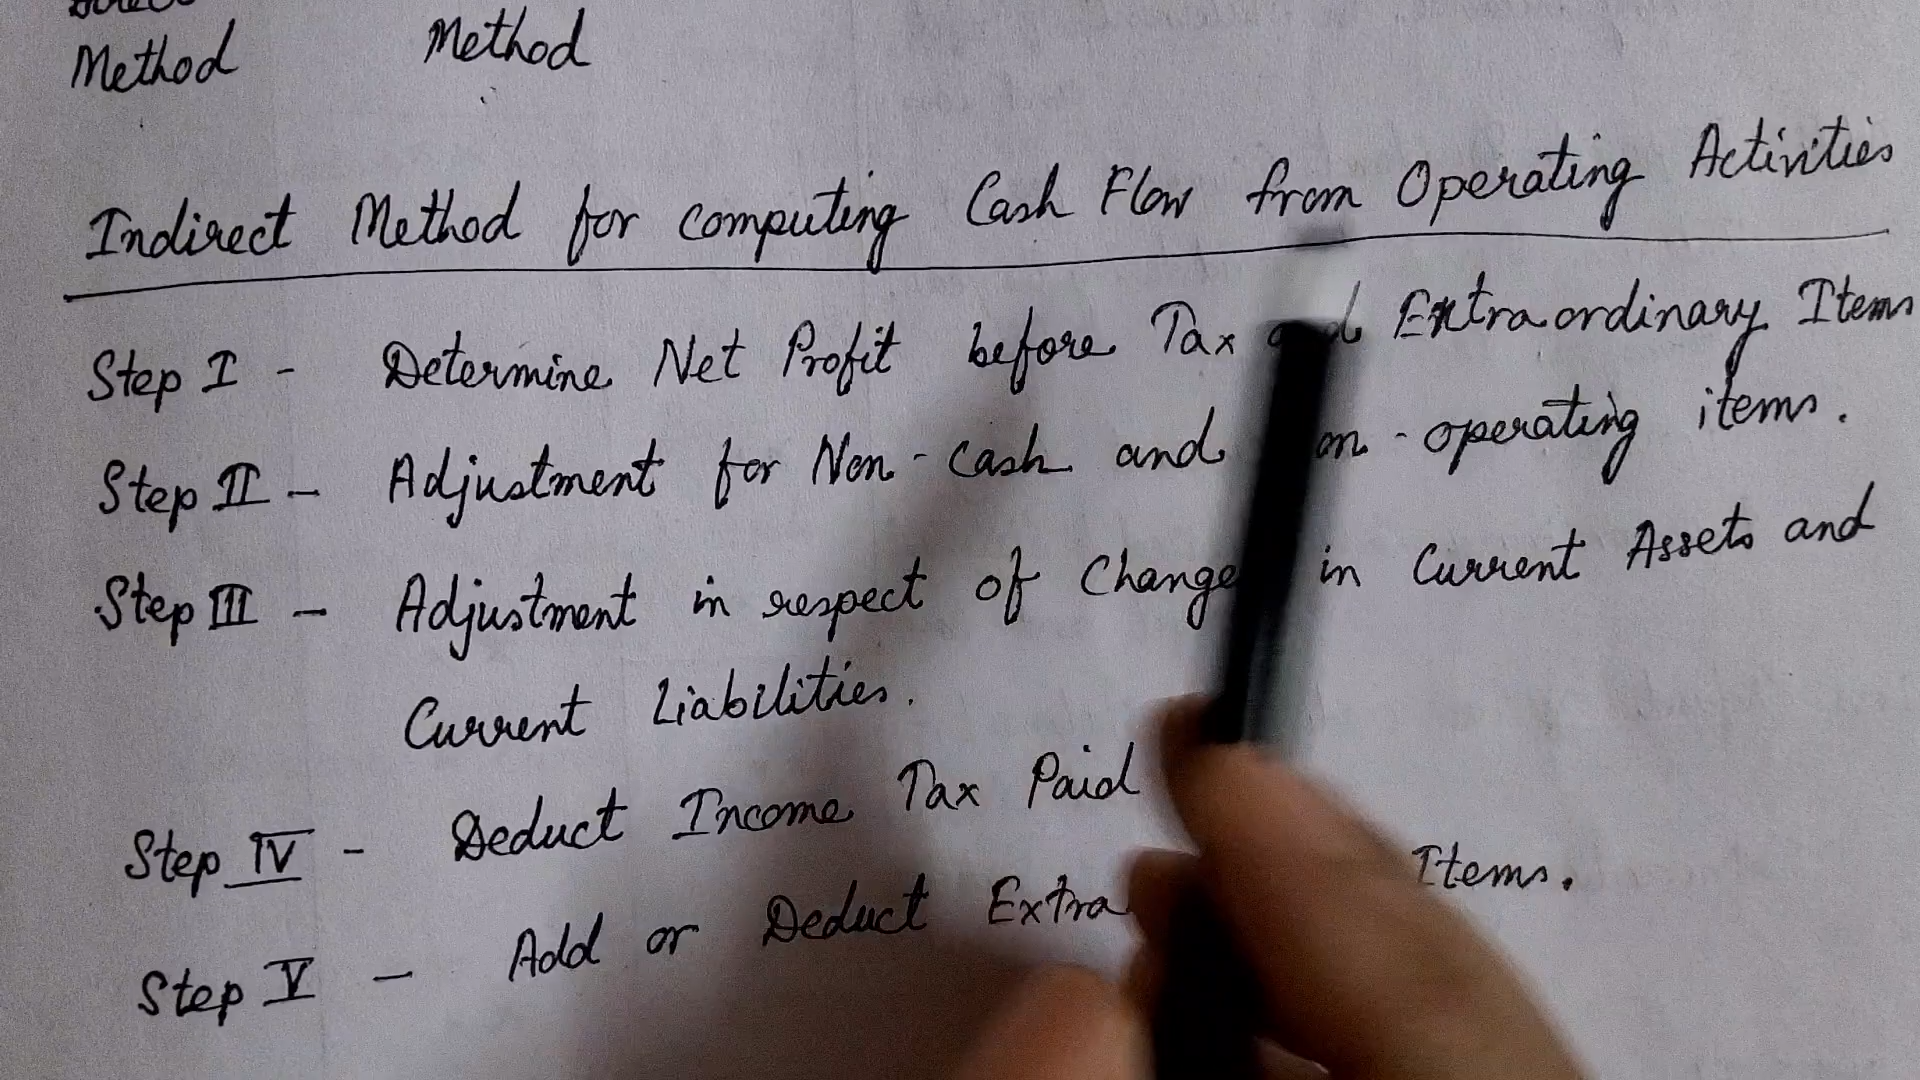 Method Method
Indirect Method for computing Cash Flow from Operating Activities
Step I - Determine Net Profit before Tax and Extraordinary Items
Step II - Adjustment for Non-cash and on-operating items.
Step III - Adjustment in respect of Change in Current Assets and
Current Liabilities.
Step IV - Deduct Income Tax Paid
Step V - Add or Deduct Extra Items.